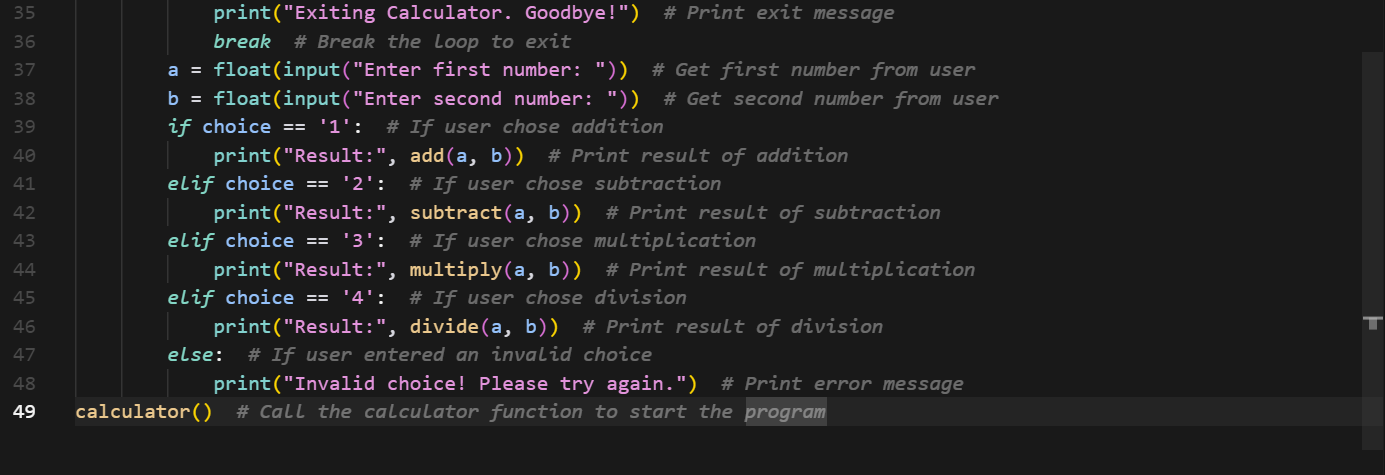 35 print("Exiting Calculator. Goodbye!")  # Print exit message
36 break  # Break the loop to exit
37 a = float(input("Enter first number: "))  # Get first number from user
38 b = float(input("Enter second number: "))  # Get second number from user
39 if choice == '1':  # If user chose addition
40 print("Result:", add(a, b))  # Print result of addition
41 elif choice == '2':  # If user chose subtraction
42 print("Result:", subtract(a, b))  # Print result of subtraction
43 elif choice == '3':  # If user chose multiplication
44 print("Result:", multiply(a, b))  # Print result of multiplication
45 elif choice == '4':  # If user chose division
46 print("Result:", divide(a, b))  # Print result of division
47 else:  # If user entered an invalid choice
48 print("Invalid choice! Please try again.")  # Print error message
49 calculator()  # Call the calculator function to start the program